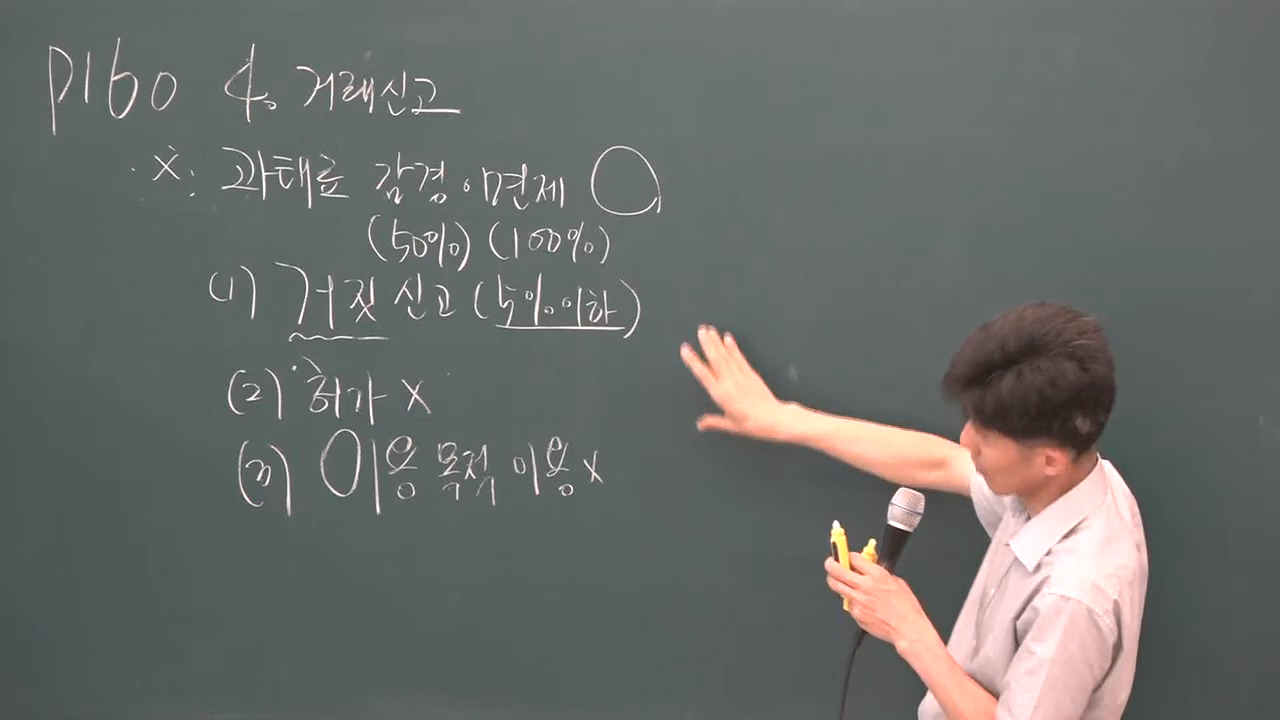 P160 4. 거래신고
X: 과태료 감경, 면제 ○
(50%) (100%)
(1) 거짓 신고 (5% 이하)
(2) 허가 X
(3) 이용 목적 이용 X